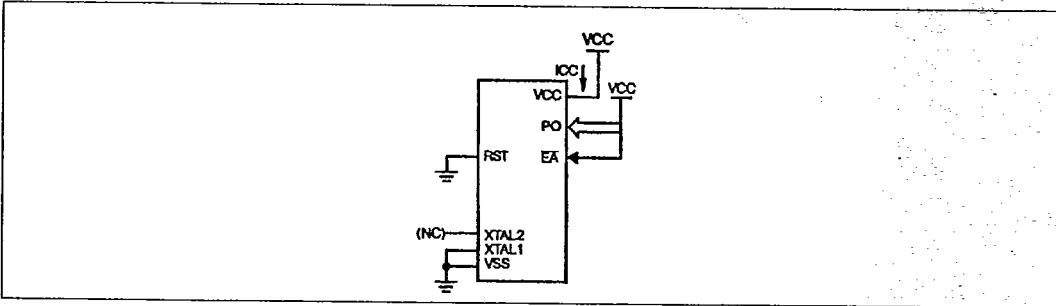 VCC
ICC
VCC
VCC
PO
RST
EA
(NC)
XTAL2
XTAL1
VSS